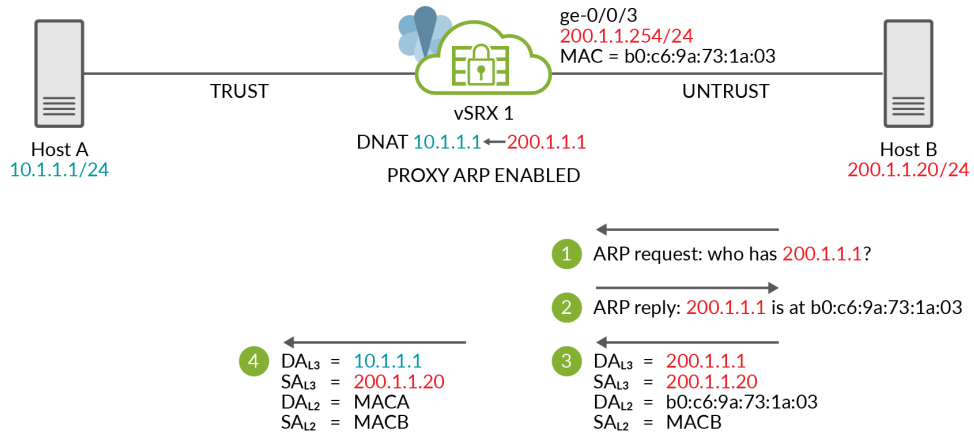 ge-0/0/3
200.1.1.254/24
MAC = b0:c6:9a:73:1a:03
TRUST
UNTRUST
vSRX 1
Host A
10.1.1.1/24
DNAT 10.1.1.1←200.1.1.1
PROXY ARP ENABLED
Host B
200.1.1.20/24
1 ARP request: who has 200.1.1.1?
2 ARP reply: 200.1.1.1 is at b0:c6:9a:73:1a:03
4 DAL3 = 10.1.1.1
SAL3 = 200.1.1.20
DAL2 = MACA
SAL2 = MACB
3 DAL3 = 200.1.1.1
SAL3 = 200.1.1.20
DAL2 = b0:c6:9a:73:1a:03
SAL2 = MACB